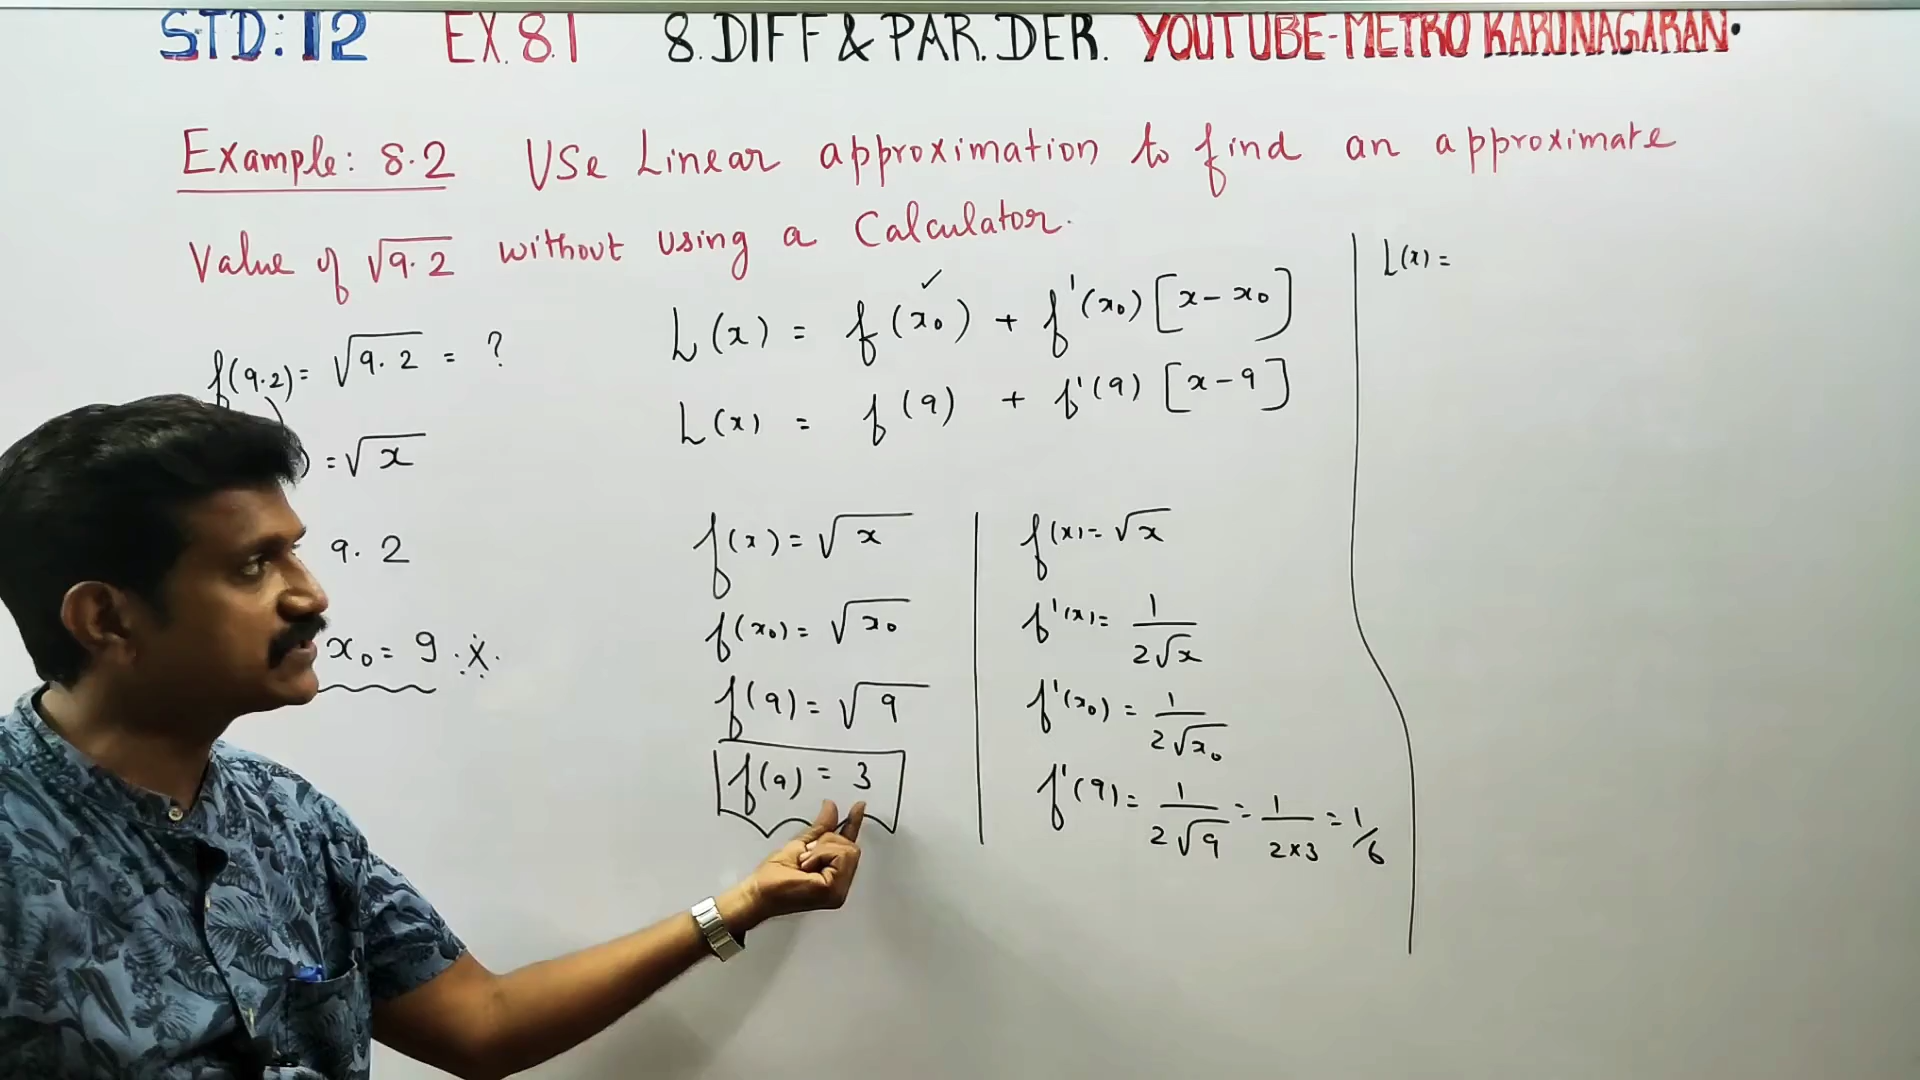 STD: 12 EX. 8.1 8. DIFF & PAR. DER. YOUTUBE-METRO KARUNAGARAN.
Example: 8.2 Use Linear approximation to find an approximate
Value of √9.2 without using a Calculator.
f(9.2) = √9.2 = ?
) = √x
9.2
x₀ = 9
L(x) = f(x₀) + f'(x₀) [x - x₀]
L(x) = f(9) + f'(9) [x - 9]
f(x) = √x
f(x₀) = √x₀
f(9) = √9
f(9) = 3
f(x) = √x
f'(x) = 1/2√x
f'(x₀) = 1/2√x₀
f'(9) = 1/2√9 = 1/2×3 = 1/6
L(x) =